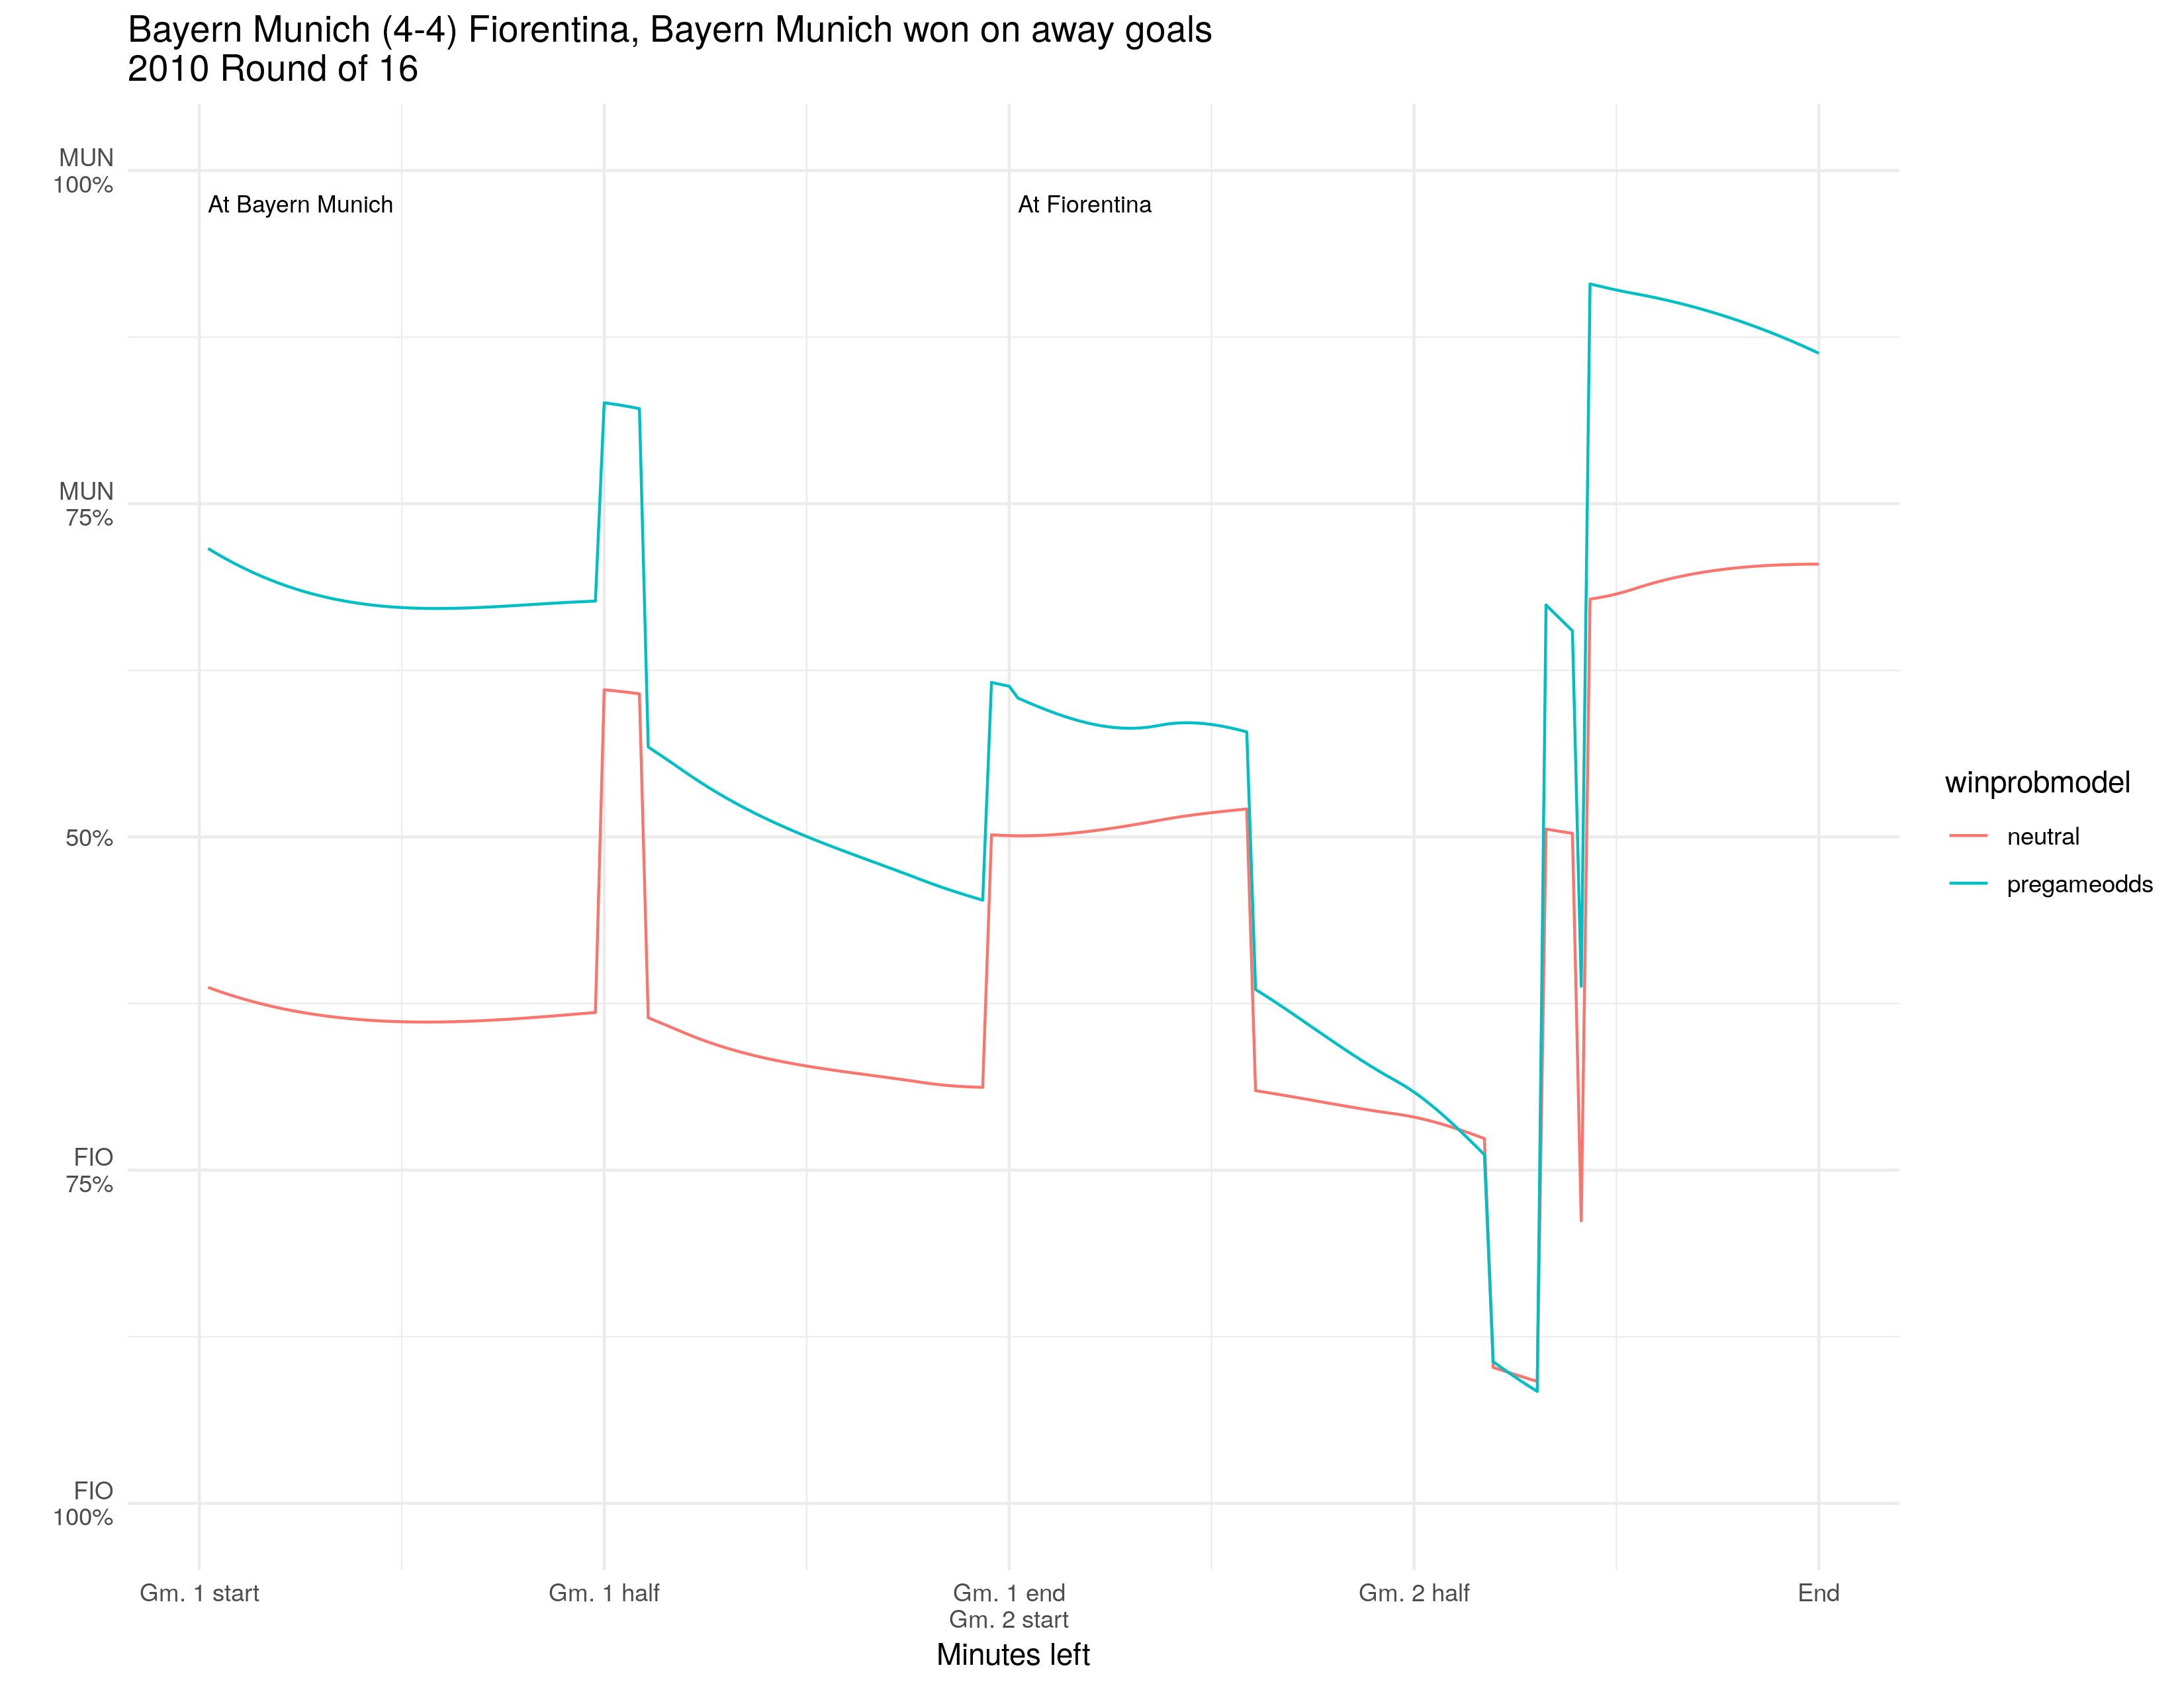 Bayern Munich (4-4) Fiorentina, Bayern Munich won on away goals
2010 Round of 16
MUN
100%
At Bayern Munich
At Fiorentina
MUN
75%
50%
FIO
75%
FIO
100%
winprobmodel
neutral
pregameodds
Gm. 1 start
Gm. 1 half
Gm. 1 end
Gm. 2 start
Gm. 2 half
End
Minutes left